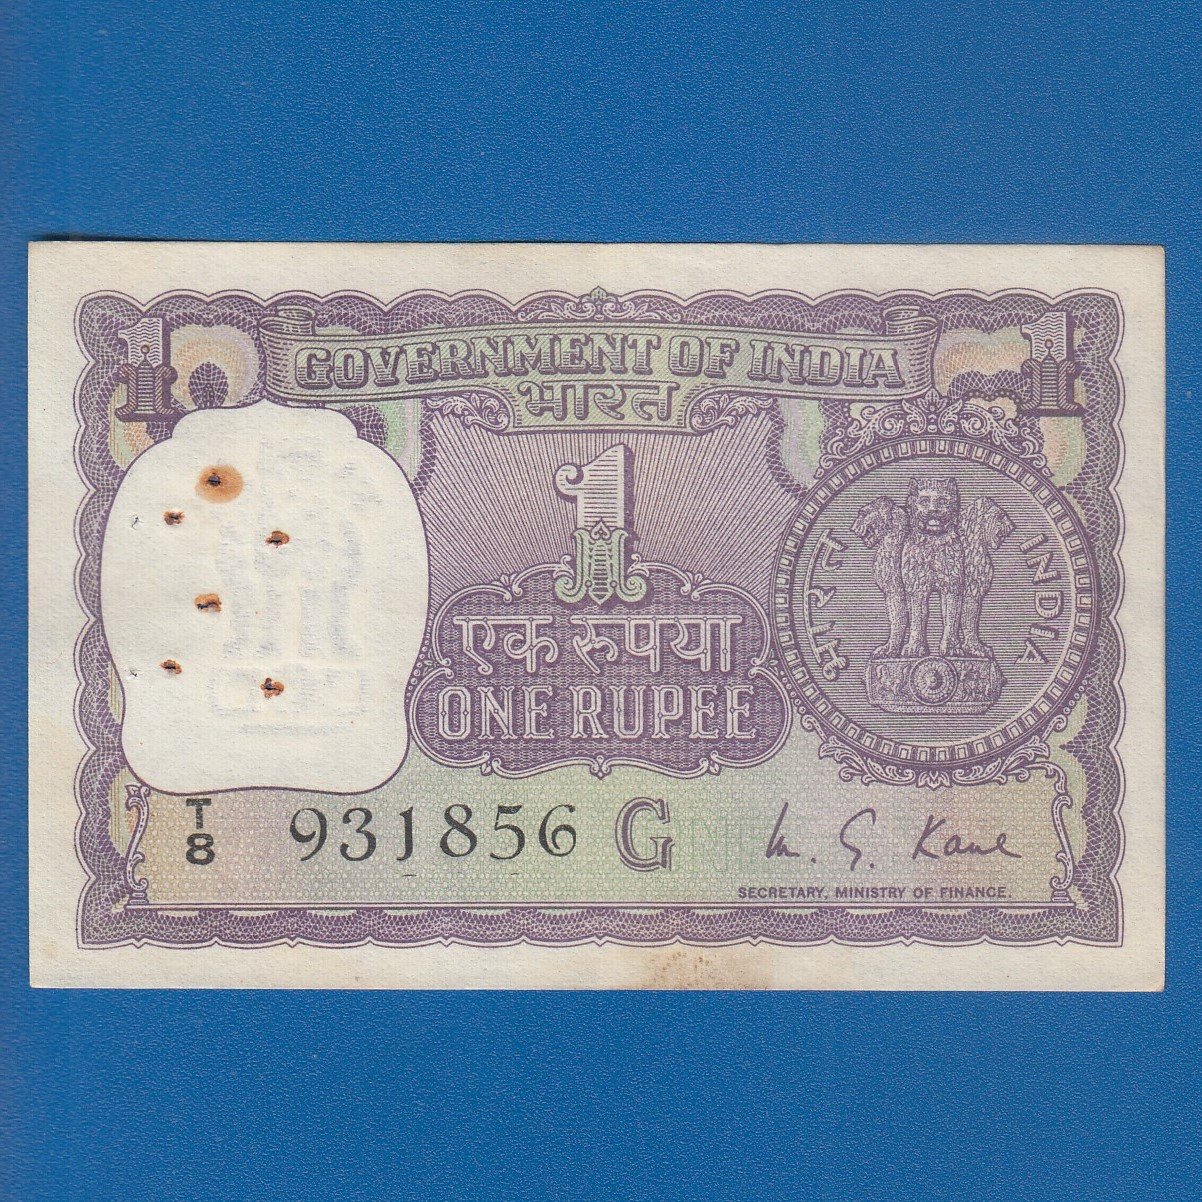 1 1
GOVERNMENT OF INDIA
भारत
1
भारत INDIA
एक रुपया
ONE RUPEE
T/8 931856 G
M. G. Kaul
SECRETARY, MINISTRY OF FINANCE.